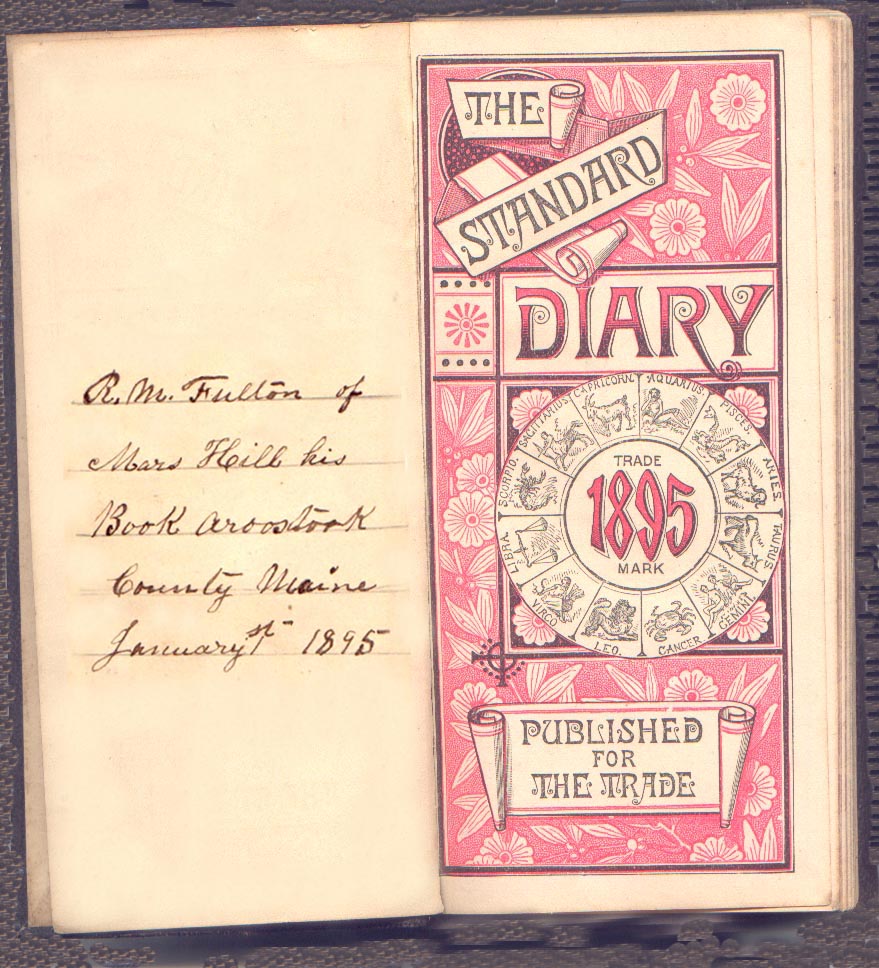 R. M. Fulton of
Mars Hill his
Book Aroostook
County Maine
January 1st 1895
THE
STANDARD
DIARY
CAPRICORN.
AQUARIUS.
PISCES.
ARIES.
TAURUS.
GEMINI.
CANCER
LEO.
VIRGO
LIBRA
SCORPIO.
SAGITTARIUS
TRADE
1895
MARK
PUBLISHED
FOR
THE TRADE